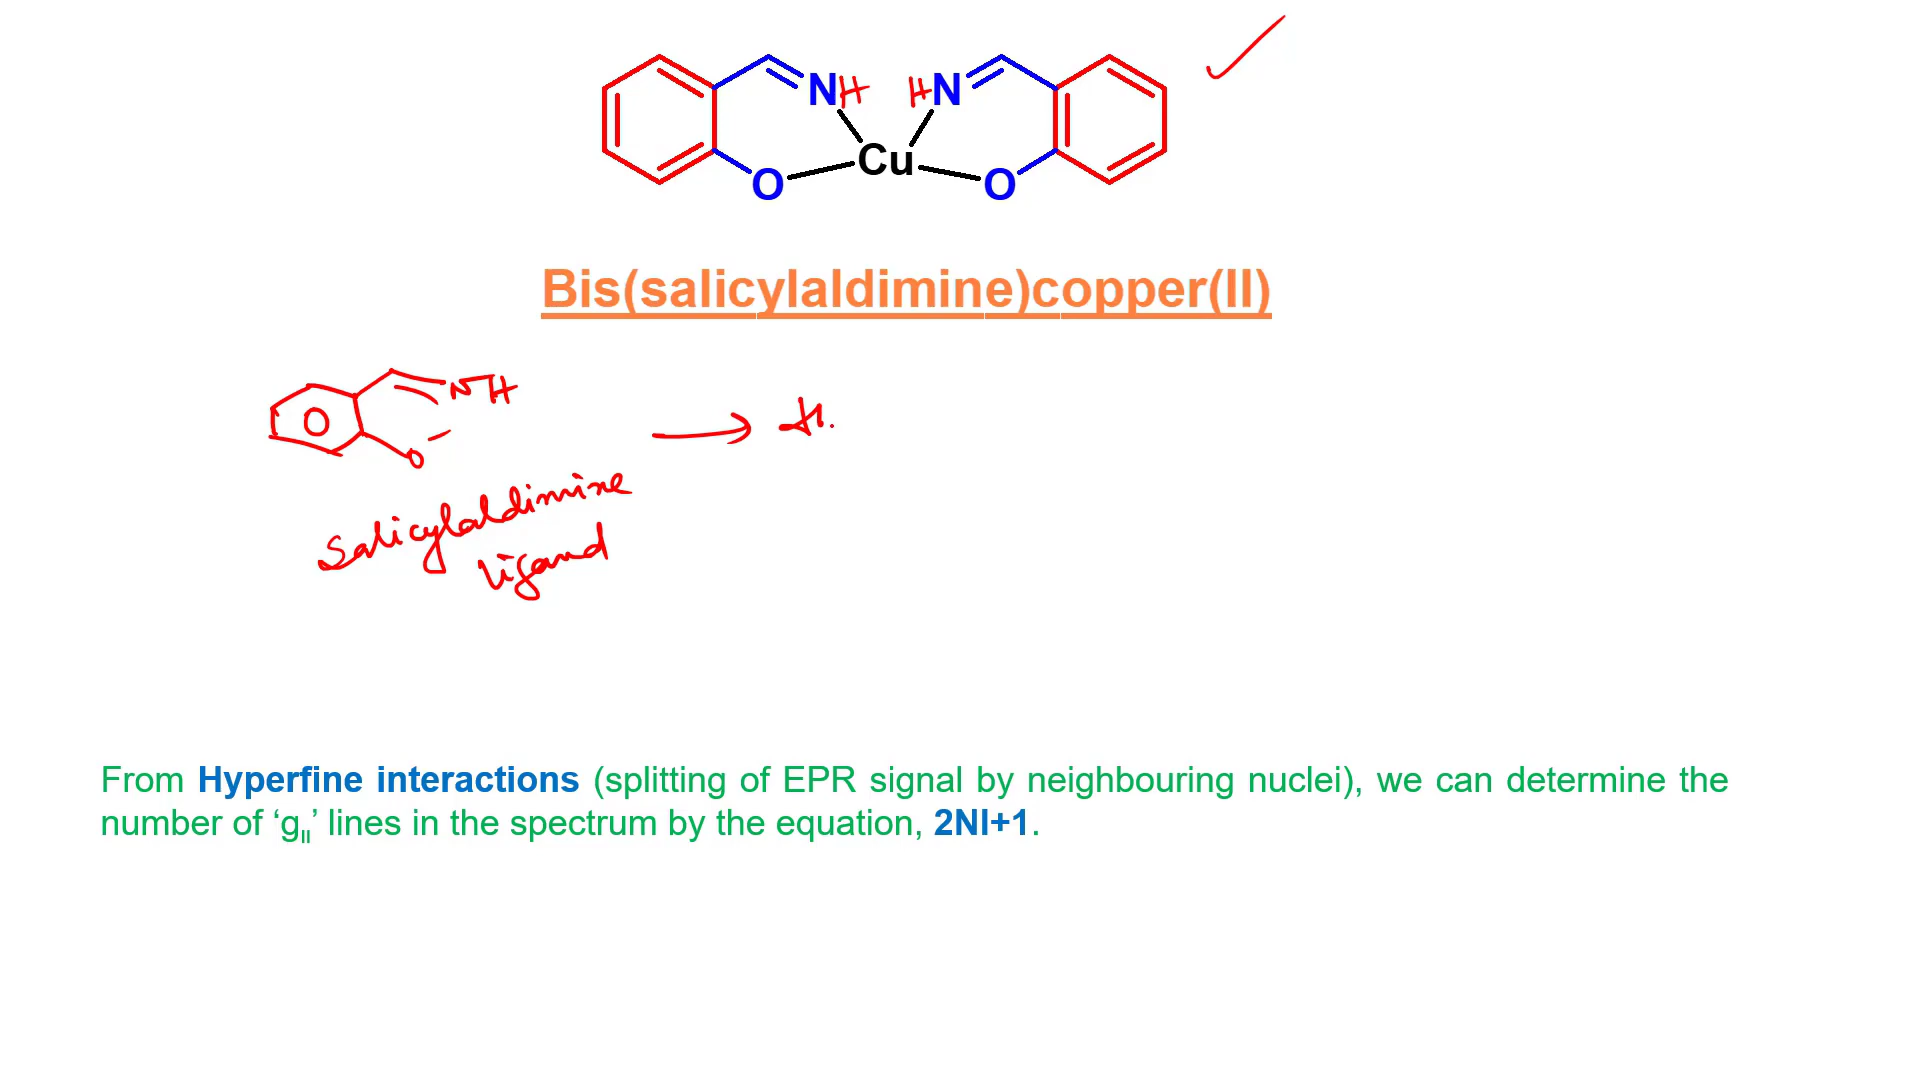 NH HN
Cu
O O
Bis(salicylaldimine)copper(II)
NH
O
O
Salicylaldimine
ligand
From Hyperfine interactions (splitting of EPR signal by neighbouring nuclei), we can determine the
number of ‘g||’ lines in the spectrum by the equation, 2NI+1.